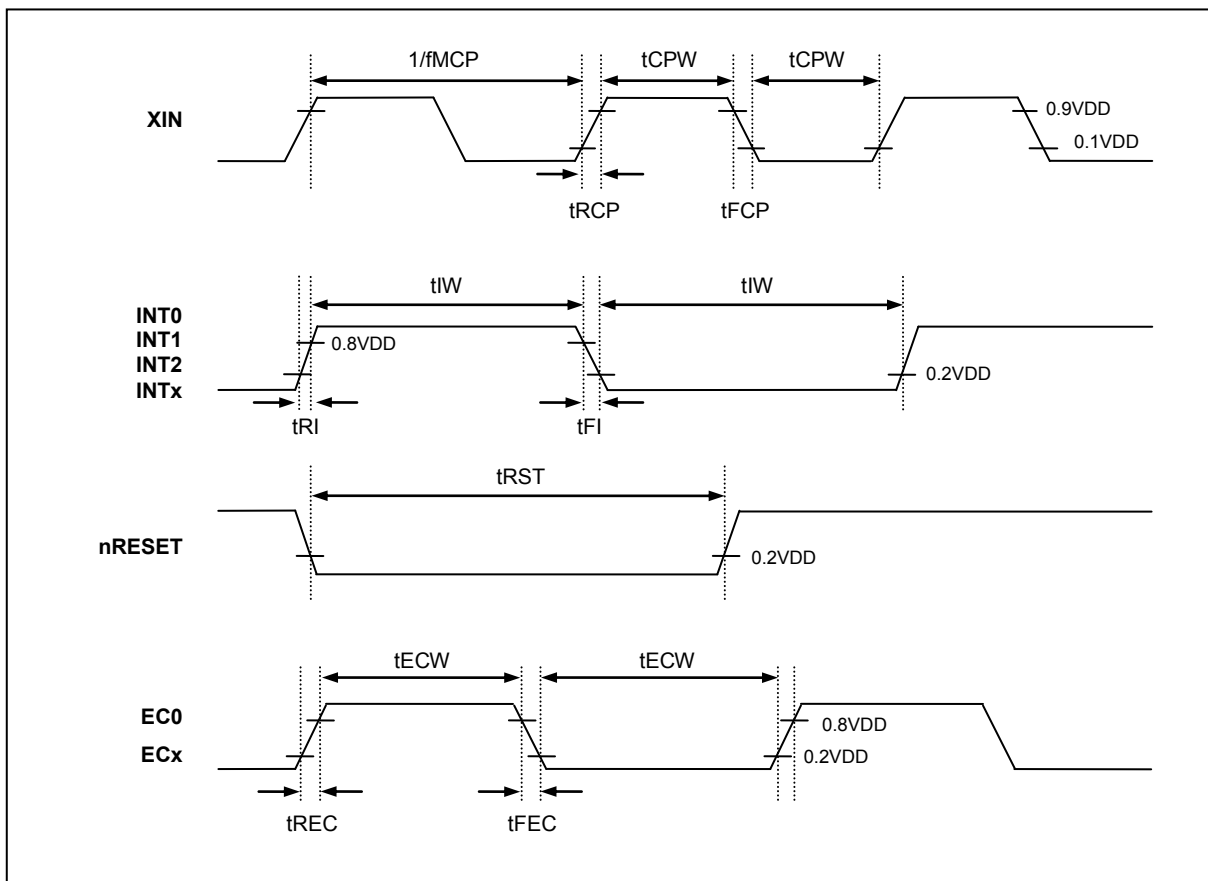 1/fMCP tCPW tCPW
XIN
0.9VDD
0.1VDD
tRCP tFCP
tIW tIW
INT0
INT1
0.8VDD
INT2
0.2VDD
INTx
tRI tFI
tRST
nRESET
0.2VDD
tECW tECW
EC0
0.8VDD
ECx
0.2VDD
tREC tFEC